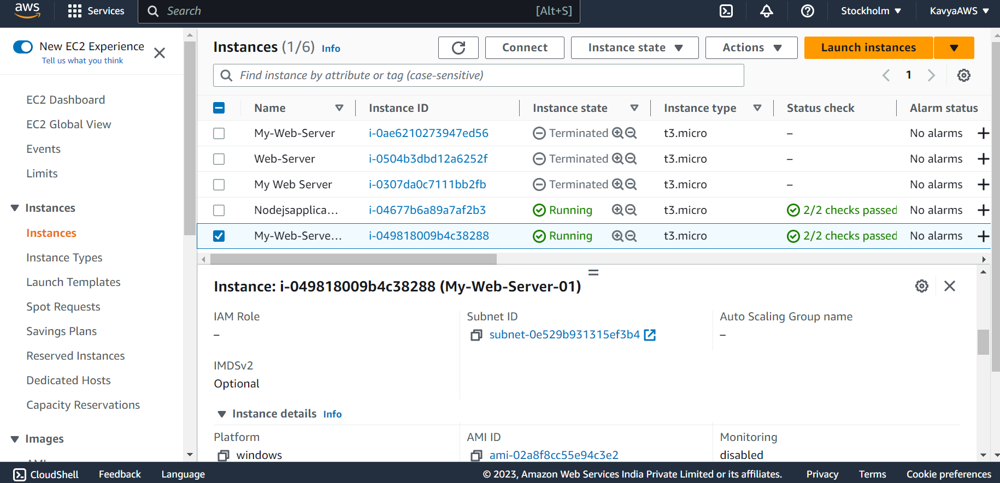 aws Services Search [Alt+S] Stockholm ▼ KavyaAWS ▼
New EC2 Experience
Tell us what you think
EC2 Dashboard
EC2 Global View
Events
Limits
Instances
Instances
Instance Types
Launch Templates
Spot Requests
Savings Plans
Reserved Instances
Dedicated Hosts
Capacity Reservations
Images
Instances (1/6) Info
Connect Instance state ▼ Actions ▼ Launch instances
Find instance by attribute or tag (case-sensitive)
1
Name Instance ID Instance state Instance type Status check Alarm status
My-Web-Server i-0ae6210273947ed56 Terminated t3.micro – No alarms +
Web-Server i-0504b3dbd12a6252f Terminated t3.micro – No alarms +
My Web Server i-0307da0c7111bb2fb Terminated t3.micro – No alarms +
Nodejsapplica... i-04677b6a89a7af2b3 Running t3.micro 2/2 checks passed No alarms +
My-Web-Serve... i-049818009b4c38288 Running t3.micro 2/2 checks passed No alarms +
Instance: i-049818009b4c38288 (My-Web-Server-01)
IAM Role
–
Subnet ID
subnet-0e529b931315ef3b4
Auto Scaling Group name
–
IMDSv2
Optional
Instance details Info
Platform
windows
AMI ID
ami-02a8f8cc55e94c3e2
Monitoring
disabled
CloudShell Feedback Language © 2023, Amazon Web Services India Private Limited or its affiliates. Privacy Terms Cookie preferences